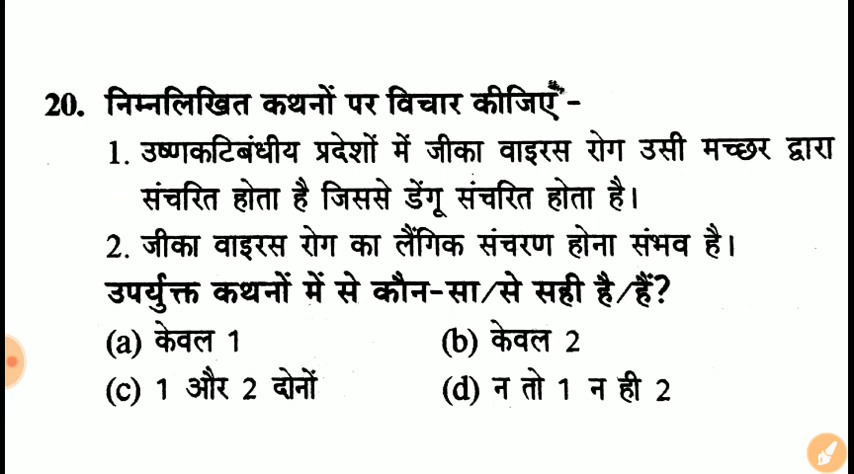 20. निम्नलिखित कथनों पर विचार कीजिए -
1. उष्णकटिबंधीय प्रदेशों में जीका वाइरस रोग उसी मच्छर द्वारा
संचरित होता है जिससे डेंगू संचरित होता है।
2. जीका वाइरस रोग का लैंगिक संचरण होना संभव है।
उपर्युक्त कथनों में से कौन-सा/से सही है/हैं?
(a) केवल 1 (b) केवल 2
(c) 1 और 2 दोनों (d) न तो 1 न ही 2